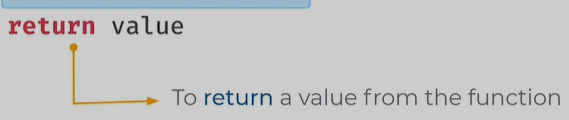 return value
To return a value from the function